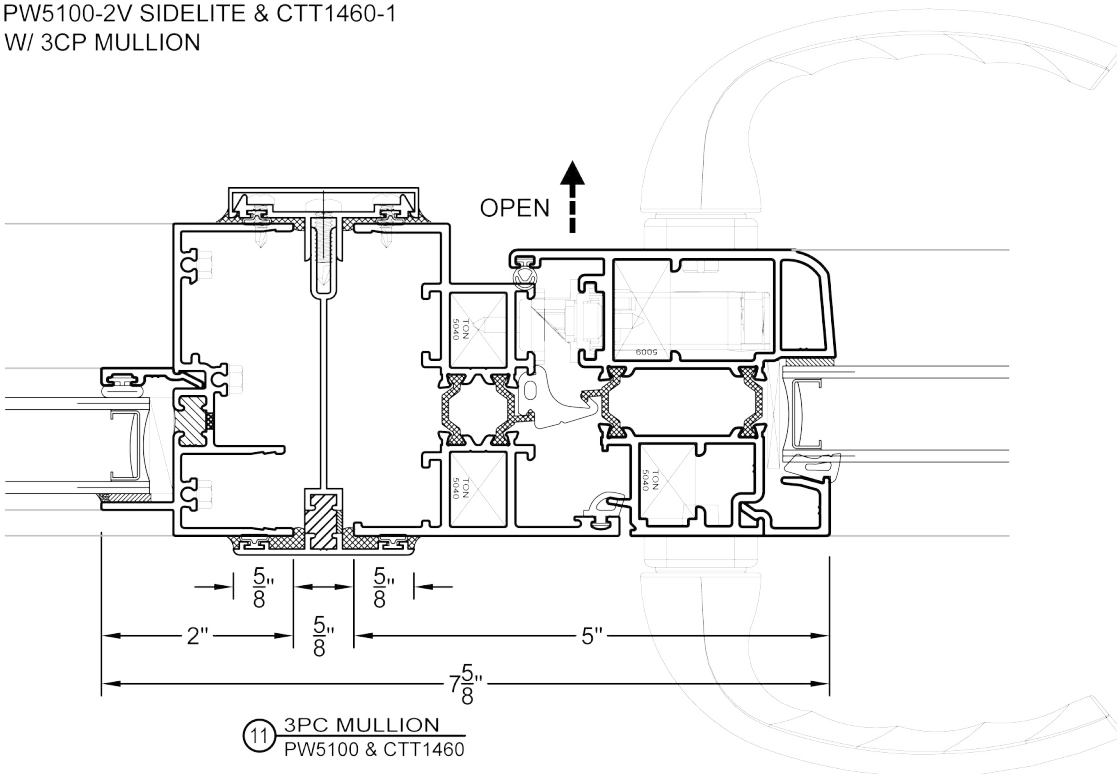 PW5100-2V SIDELITE & CTT1460-1
W/ 3CP MULLION
OPEN
TON
5040
5009
TON
5040
TON
5040
5/8"
5/8"
2"
5/8"
5"
7 5/8"
11
3PC MULLION
PW5100 & CTT1460